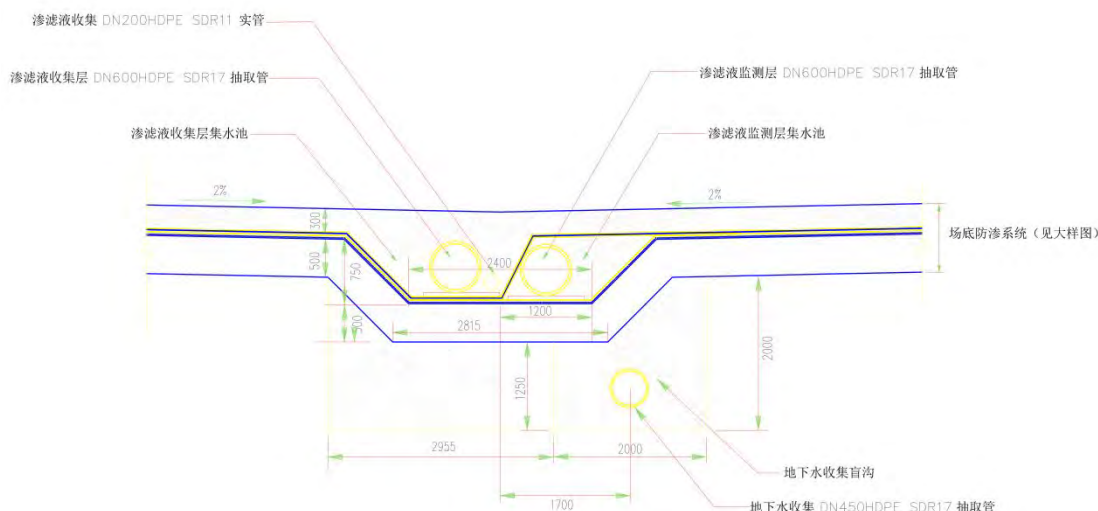 渗滤液收集 DN200HDPE SDR11 实管
渗滤液收集层 DN600HDPE SDR17 抽取管
渗滤液监测层 DN600HDPE SDR17 抽取管
渗滤液收集层集水池
渗滤液监测层集水池
2%
2%
300
场底防渗系统（见大样图）
500
750
2400
1200
500
2815
2000
1250
2955
2000
地下水收集盲沟
1700
地下水收集 DN450HDPE SDR17 抽取管